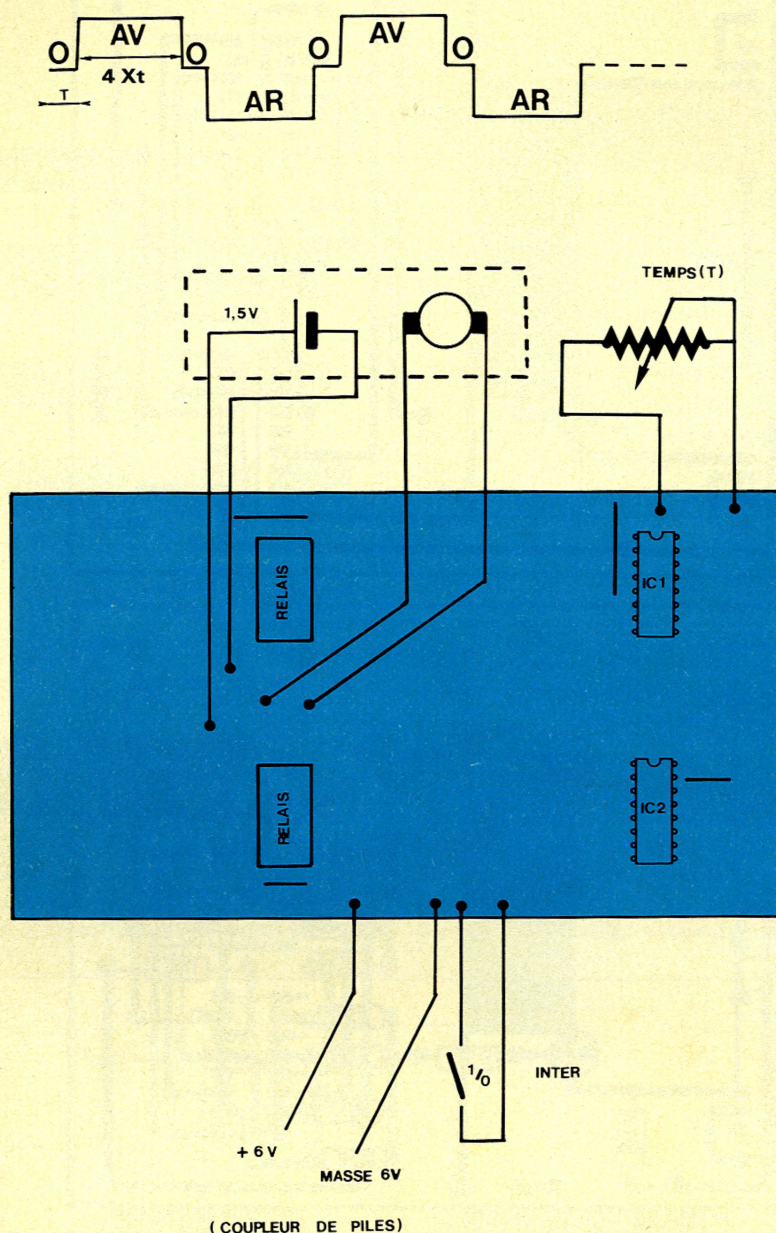 O AV O O AV O
4 Xt
T
AR AR
TEMPS(T)
1,5V
RELAIS
IC1
RELAIS
IC2
1/0
INTER
+ 6 V
MASSE 6V
( COUPLEUR DE PILES)